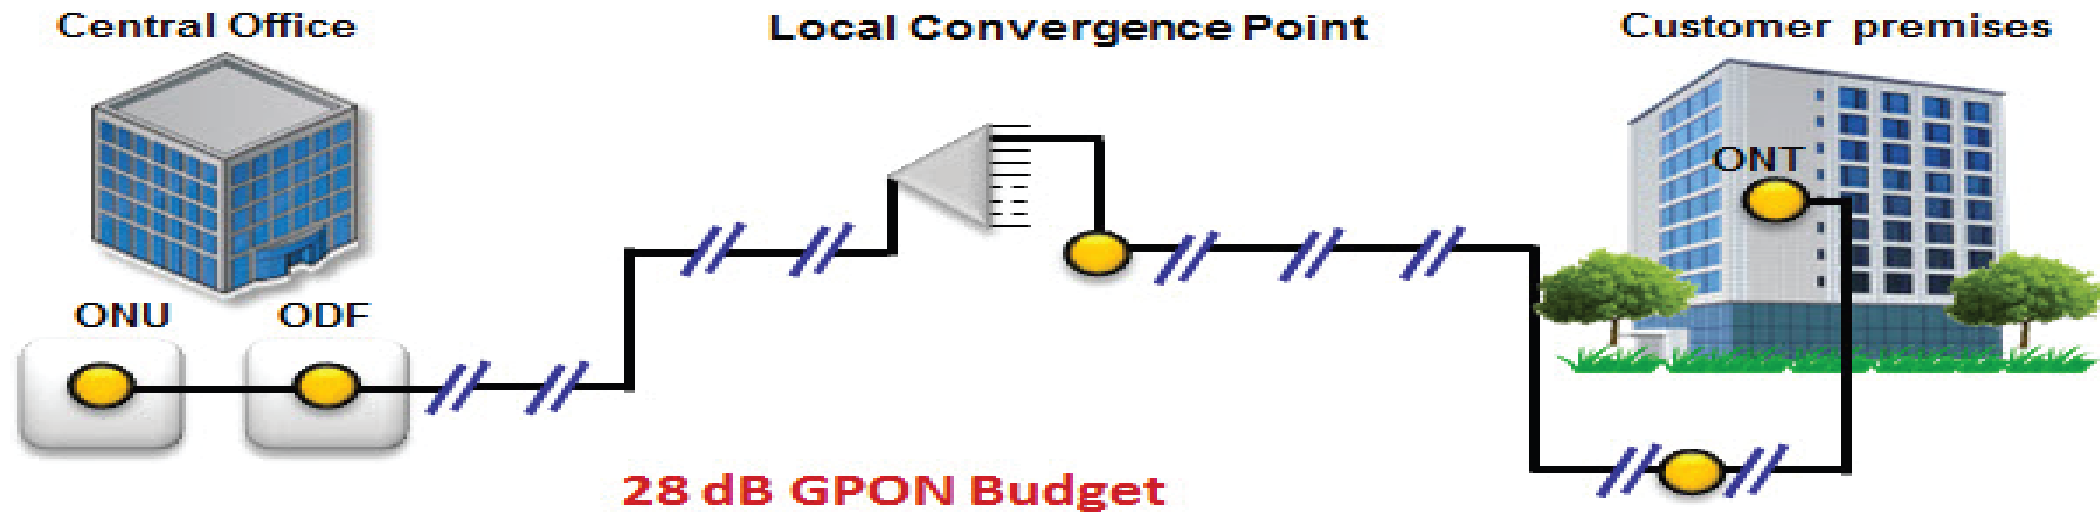 Central Office
Local Convergence Point
Customer premises
ONT
ONU
ODF
28 dB GPON Budget